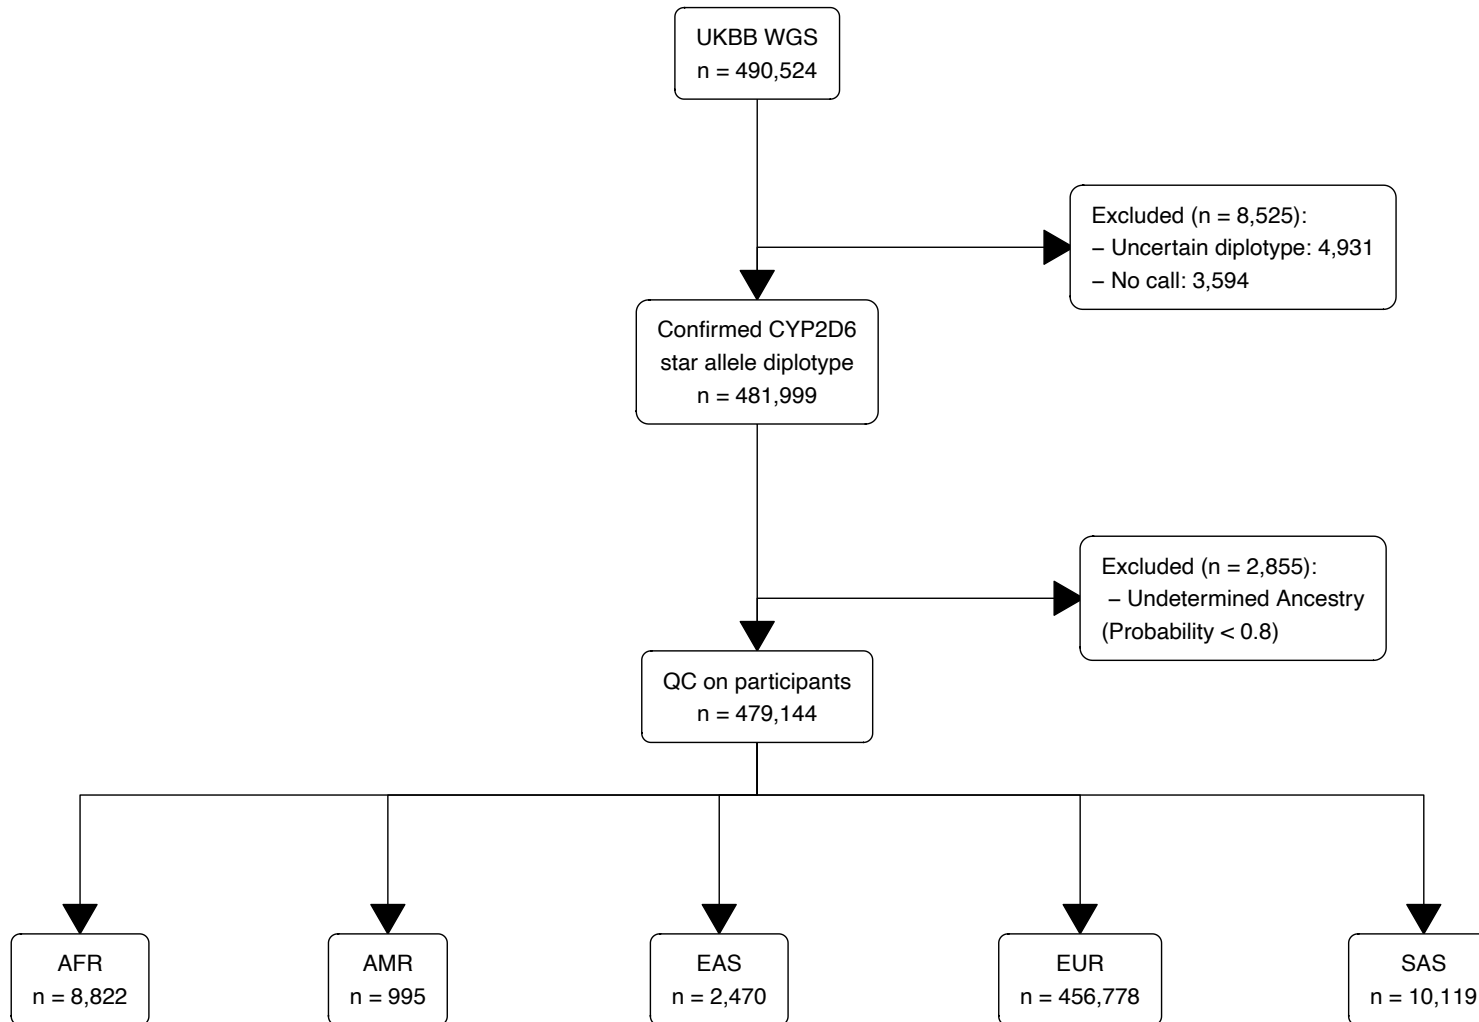 UKBB WGS
n = 490,524
Excluded (n = 8,525):
– Uncertain diplotype: 4,931
– No call: 3,594
Confirmed CYP2D6
star allele diplotype
n = 481,999
Excluded (n = 2,855):
– Undetermined Ancestry
(Probability < 0.8)
QC on participants
n = 479,144
AFR
n = 8,822
AMR
n = 995
EAS
n = 2,470
EUR
n = 456,778
SAS
n = 10,119